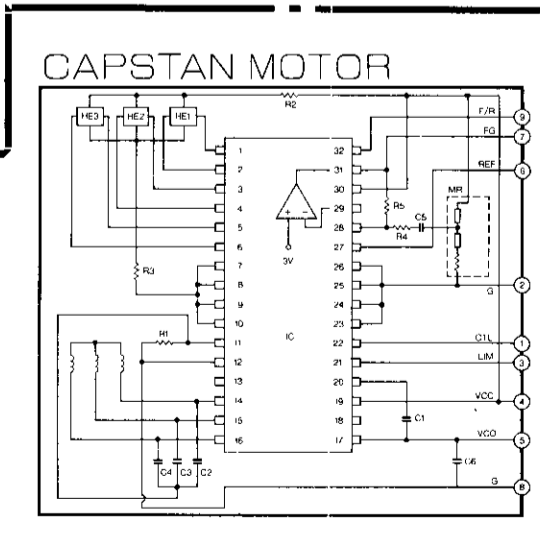 CAPSTAN MOTOR
R2
F/R 9
HE3 HE2 HE1
FG 7
1 32
2 31
REF 6
3 30
MR
4 29
R5
C5
5 28
R4
6 27
3V
R3
7 26
8 25
G 2
9 24
10 23
R1
IC
11 22
CTL 1
12 21
LIM 3
13 20
14 19
VCC 4
15 18
C1
16 17
VCO 5
C4 C3 C2
C6
G 8